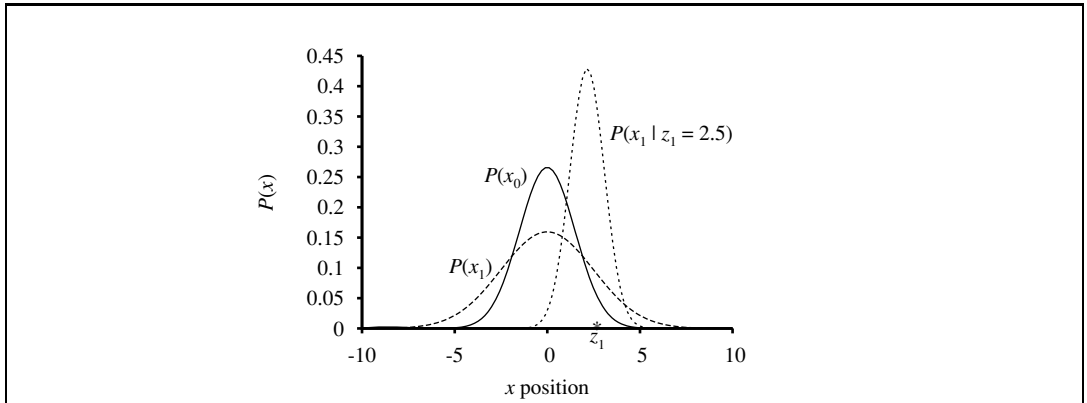 0.45
0.4
0.35
0.3
0.25
0.2
0.15
0.1
0.05
0
P(x)
P(x₁ | z₁ = 2.5)
P(x₀)
P(x₁)
*
z₁
-10 -5 0 5 10
x position